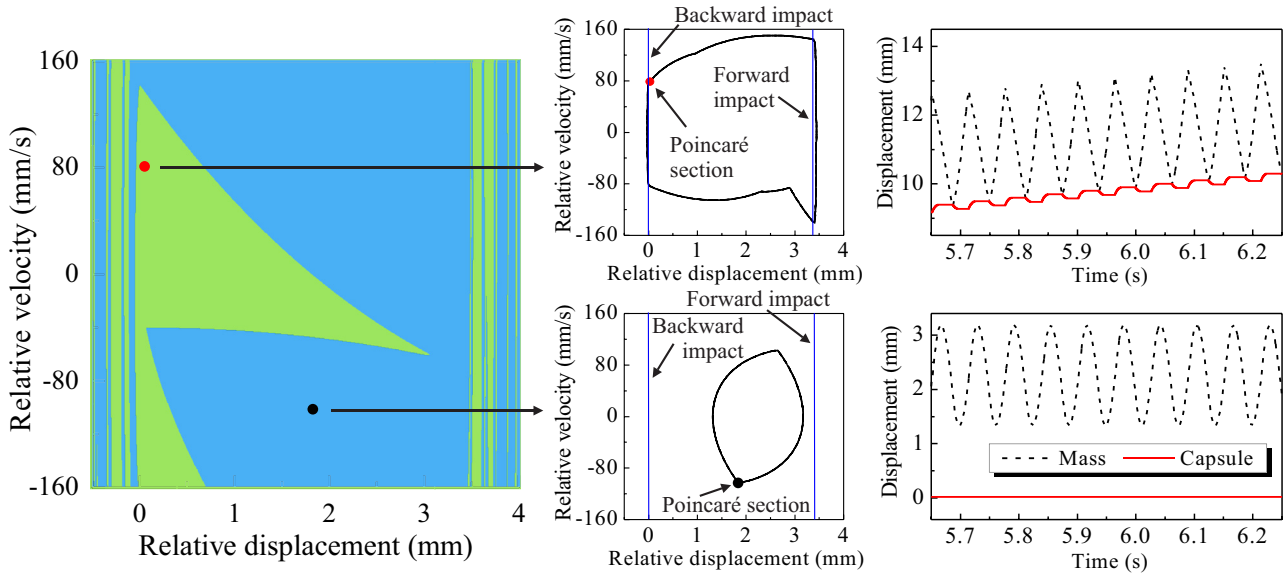 160
80
0
-80
-160
Relative velocity (mm/s)
0
1
2
3
4
Relative displacement (mm)
160
80
0
-80
-160
Relative velocity (mm/s)
Backward impact
Forward
impact
Poincaré
section
0
1
2
3
4
Relative displacement (mm)
14
12
10
Displacement (mm)
5.7
5.8
5.9
6.0
6.1
6.2
Time (s)
Forward impact
160
80
0
-80
-160
Relative velocity (mm/s)
Backward
impact
Poincaré section
0
1
2
3
4
Relative displacement (mm)
3
2
1
0
Displacement (mm)
Mass
Capsule
5.7
5.8
5.9
6.0
6.1
6.2
Time (s)